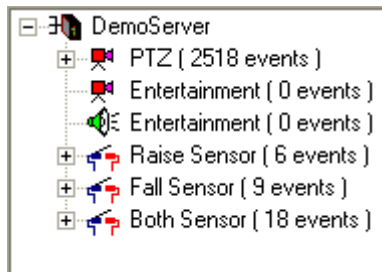 DemoServer
PTZ ( 2518 events )
Entertainment ( 0 events )
Entertainment ( 0 events )
Raise Sensor ( 6 events )
Fall Sensor ( 9 events )
Both Sensor ( 18 events )